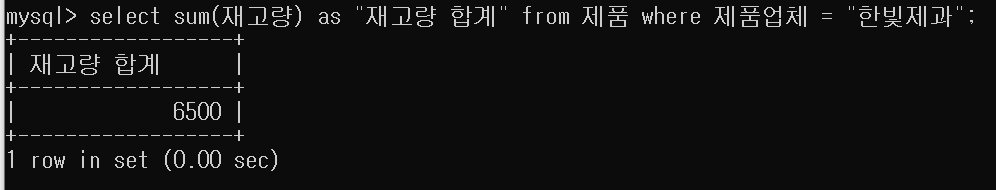 mysql> select sum(재고량) as "재고량 합계" from 제품 where 제품업체 = "한빛제과";
+------------------+
| 재고량 합계      |
+------------------+
|             6500 |
+------------------+
1 row in set (0.00 sec)